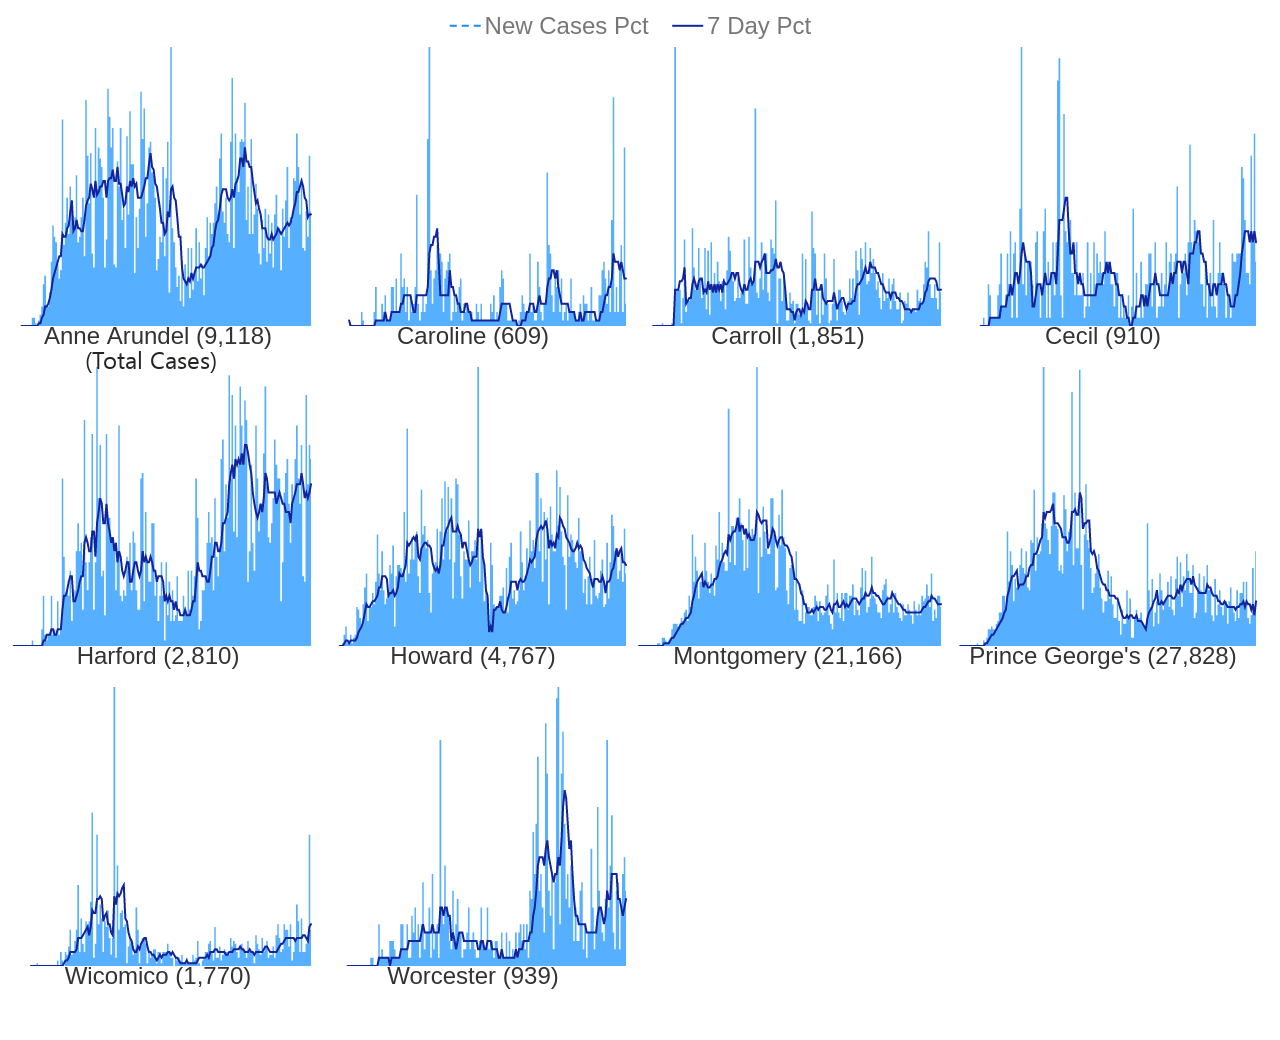 New Cases Pct 7 Day Pct
Anne Arundel (9,118) Caroline (609) Carroll (1,851) Cecil (910)
(Total Cases)
Harford (2,810) Howard (4,767) Montgomery (21,166) Prince George's (27,828)
Wicomico (1,770) Worcester (939)